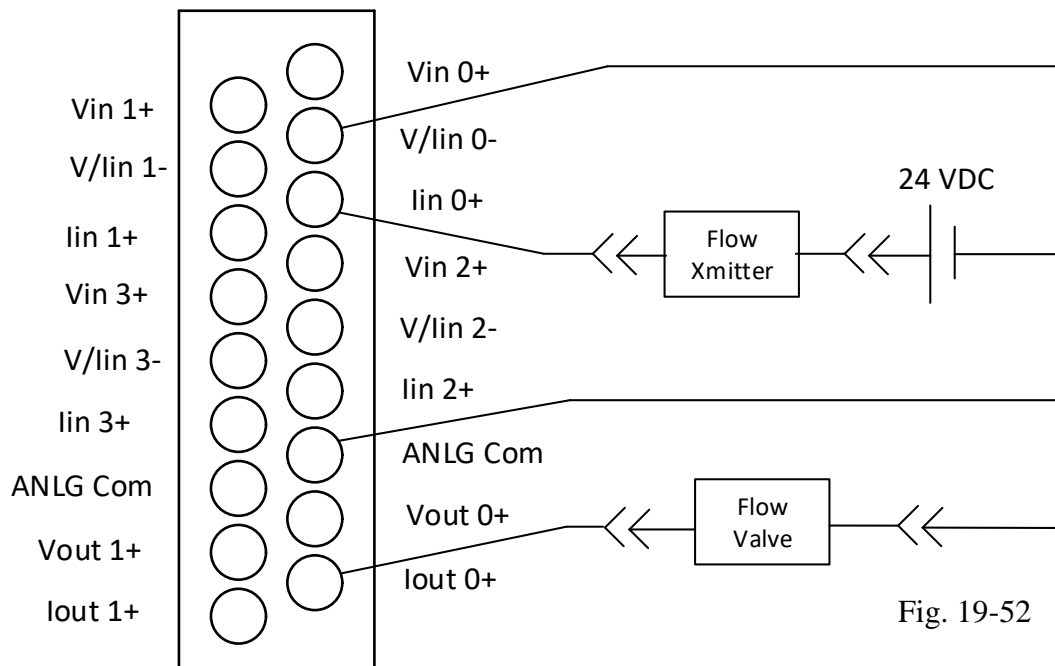 Vin 0+
Vin 1+
V/Iin 0-
V/Iin 1-
24 VDC
Iin 0+
Iin 1+
Flow
Xmitter
Vin 2+
Vin 3+
V/Iin 2-
V/Iin 3-
Iin 2+
Iin 3+
ANLG Com
ANLG Com
Vout 0+
Flow
Valve
Vout 1+
Iout 0+
Iout 1+
Fig. 19-52